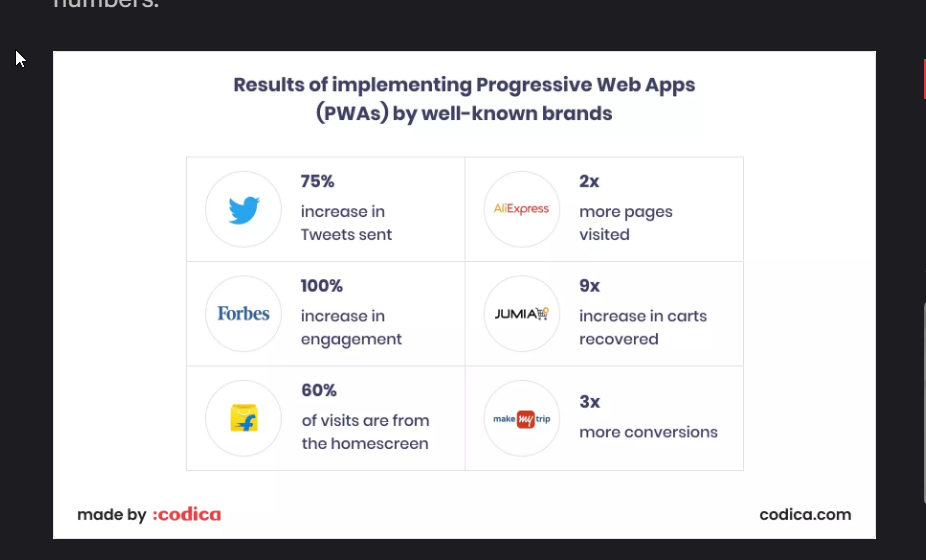 numbers.
Results of implementing Progressive Web Apps
(PWAs) by well-known brands
75%
increase in
Tweets sent
AliExpress
2x
more pages
visited
Forbes
100%
increase in
engagement
JUMIA
9x
increase in carts
recovered
60%
of visits are from
the homescreen
make my trip
3x
more conversions
made by :codica
codica.com